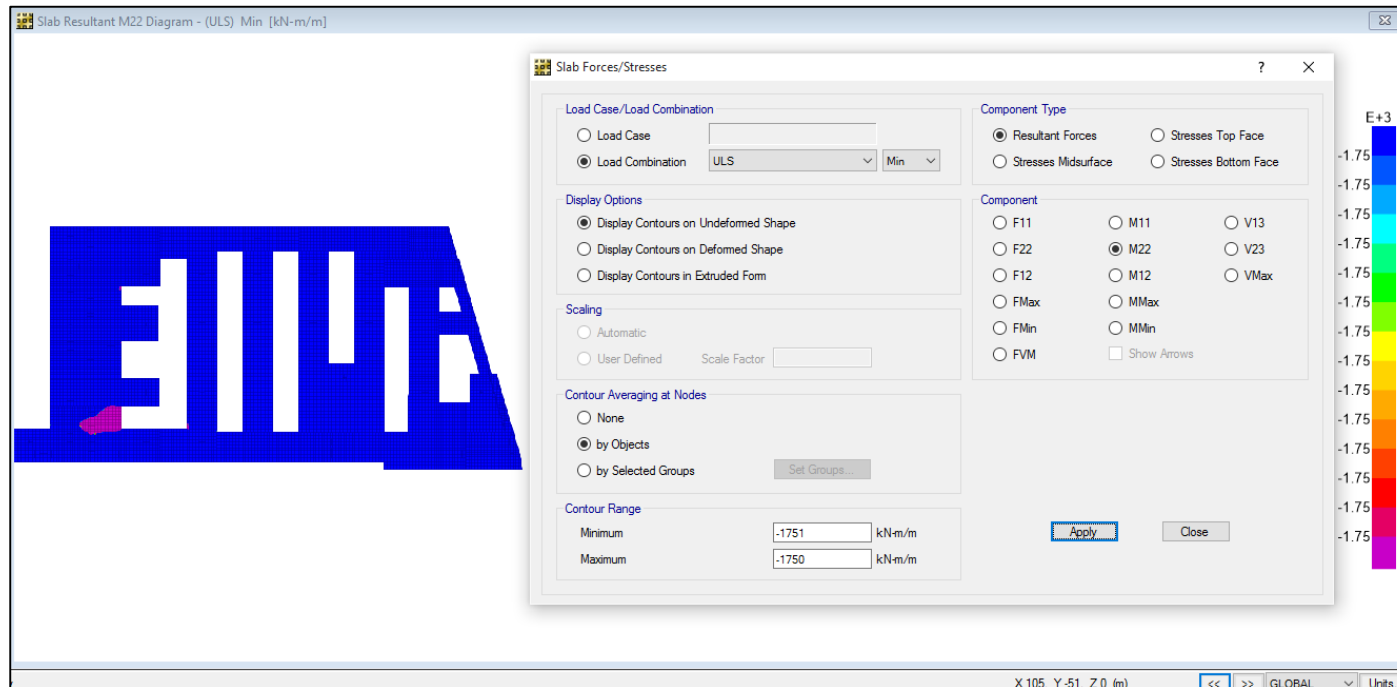 Slab Resultant M22 Diagram - (ULS) Min [kN-m/m]
Slab Forces/Stresses
?
Load Case/Load Combination
Load Case
Load Combination
ULS
Min
Display Options
Display Contours on Undeformed Shape
Display Contours on Deformed Shape
Display Contours in Extruded Form
Scaling
Automatic
User Defined
Scale Factor
Contour Averaging at Nodes
None
by Objects
by Selected Groups
Set Groups...
Contour Range
Minimum
-1751
kN-m/m
Maximum
-1750
kN-m/m
Component Type
Resultant Forces
Stresses Top Face
Stresses Midsurface
Stresses Bottom Face
Component
F11
M11
V13
F22
M22
V23
F12
M12
VMax
FMax
MMax
FMin
MMin
FVM
Show Arrows
Apply
Close
E+3
-1.75
-1.75
-1.75
-1.75
-1.75
-1.75
-1.75
-1.75
-1.75
-1.75
-1.75
-1.75
-1.75
-1.75
X 105 Y -51 Z 0 (m)
<<
>>
GLOBAL
Units